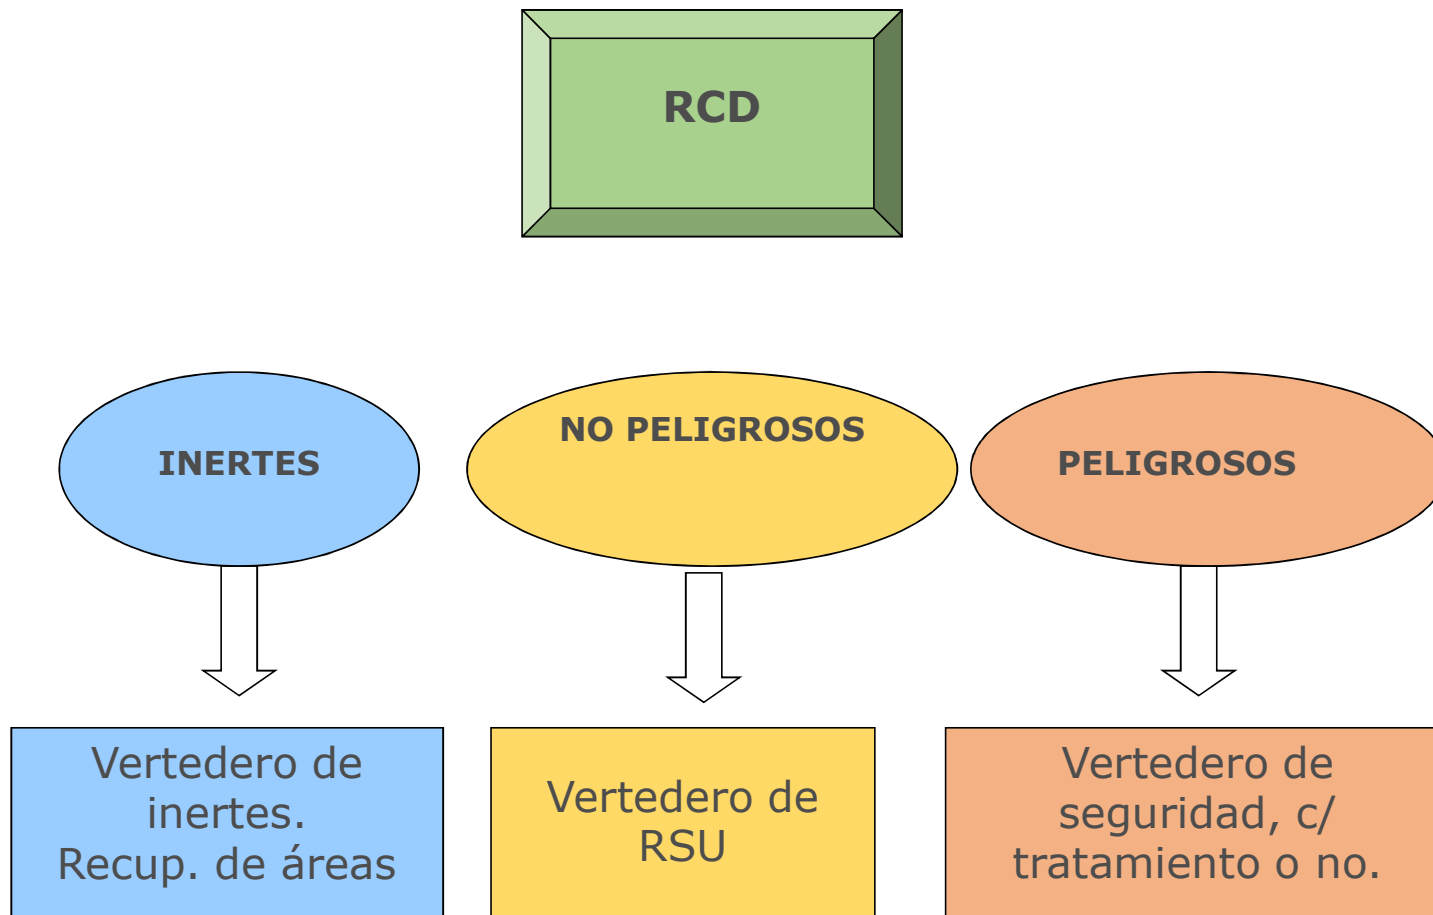 RCD
INERTES
NO PELIGROSOS
PELIGROSOS
Vertedero de
inertes.
Recup. de áreas
Vertedero de
RSU
Vertedero de
seguridad, c/
tratamiento o no.